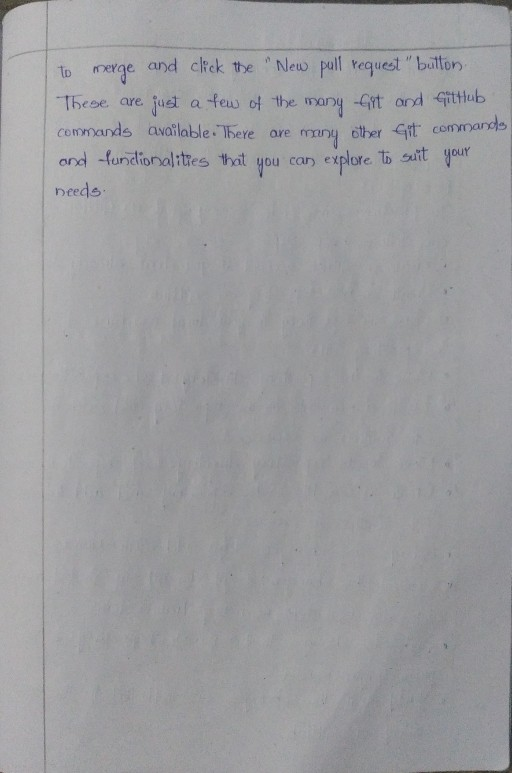 to merge and click the "New pull request" button.
These are just a few of the many Git and GitHub
commands available. There are many other Git commands
and functionalities that you can explore to suit your
needs.